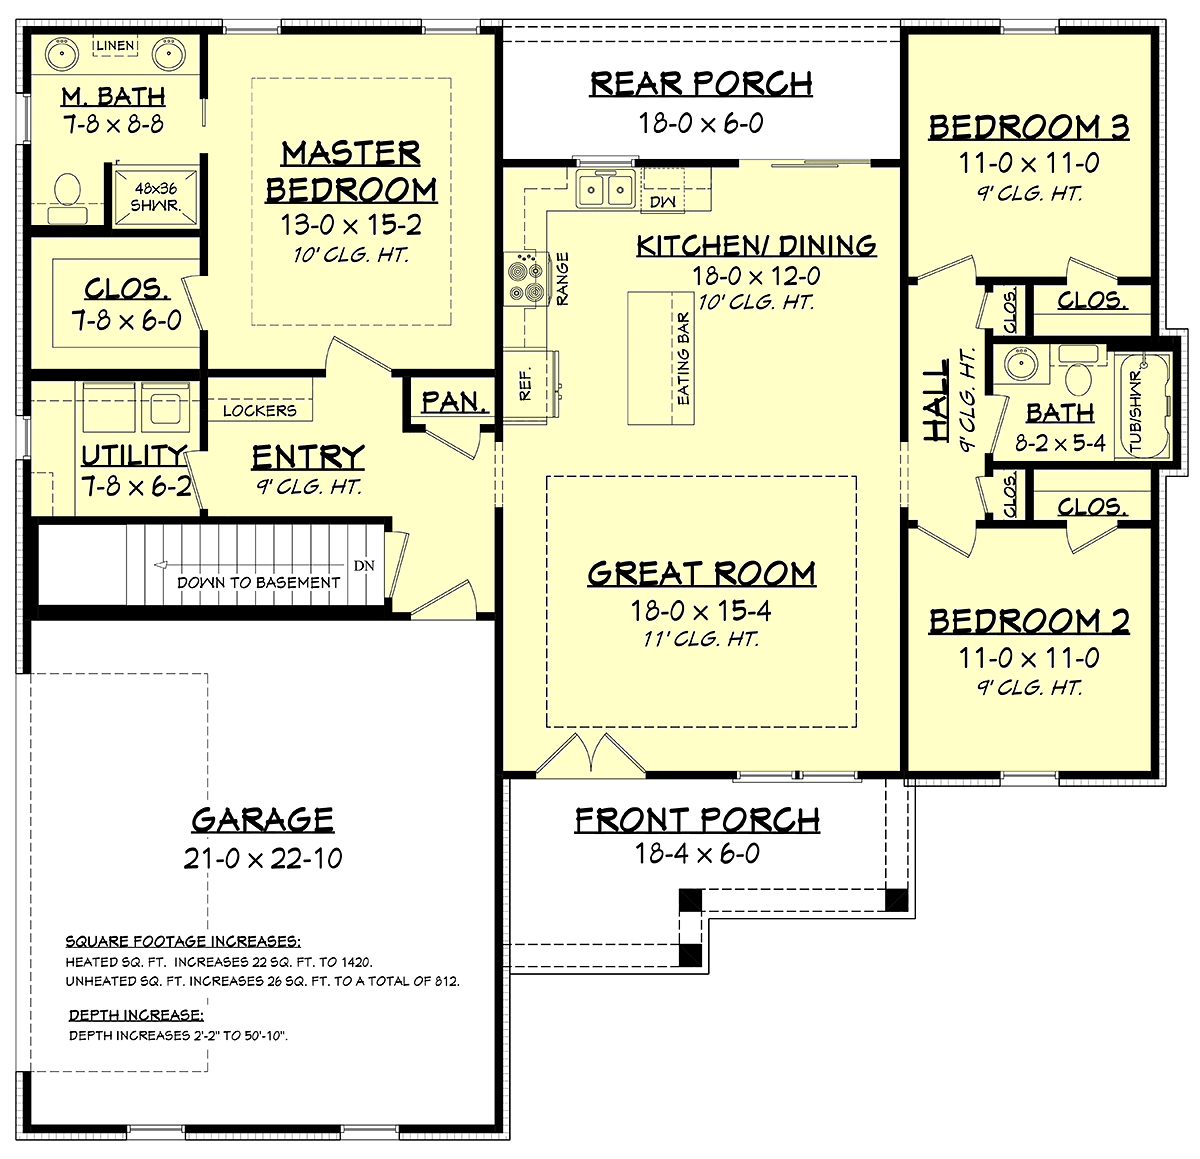 LINEN
M. BATH
7-8 x 8-8
48x36
SHWR.
MASTER
BEDROOM
13-0 x 15-2
10' CLG. HT.
CLOS.
7-8 x 6-0
REAR PORCH
18-0 x 6-0
BEDROOM 3
11-0 x 11-0
9' CLG. HT.
DW
KITCHEN/ DINING
18-0 x 12-0
10' CLG. HT.
RANGE
EATING BAR
REF.
CLOS.
CLOS.
HALL
9' CLG. HT.
BATH
8-2 x 5-4
TUB/SHWR.
LOCKERS
PAN.
UTILITY
7-8 x 6-2
ENTRY
9' CLG. HT.
CLOS.
CLOS.
DN
DOWN TO BASEMENT
GREAT ROOM
18-0 x 15-4
11' CLG. HT.
BEDROOM 2
11-0 x 11-0
9' CLG. HT.
GARAGE
21-0 x 22-10
FRONT PORCH
18-4 x 6-0
SQUARE FOOTAGE INCREASES:
HEATED SQ. FT. INCREASES 22 SQ. FT. TO 1420.
UNHEATED SQ. FT. INCREASES 26 SQ. FT. TO A TOTAL OF 812.
DEPTH INCREASE:
DEPTH INCREASES 2'-2" TO 50'-10".